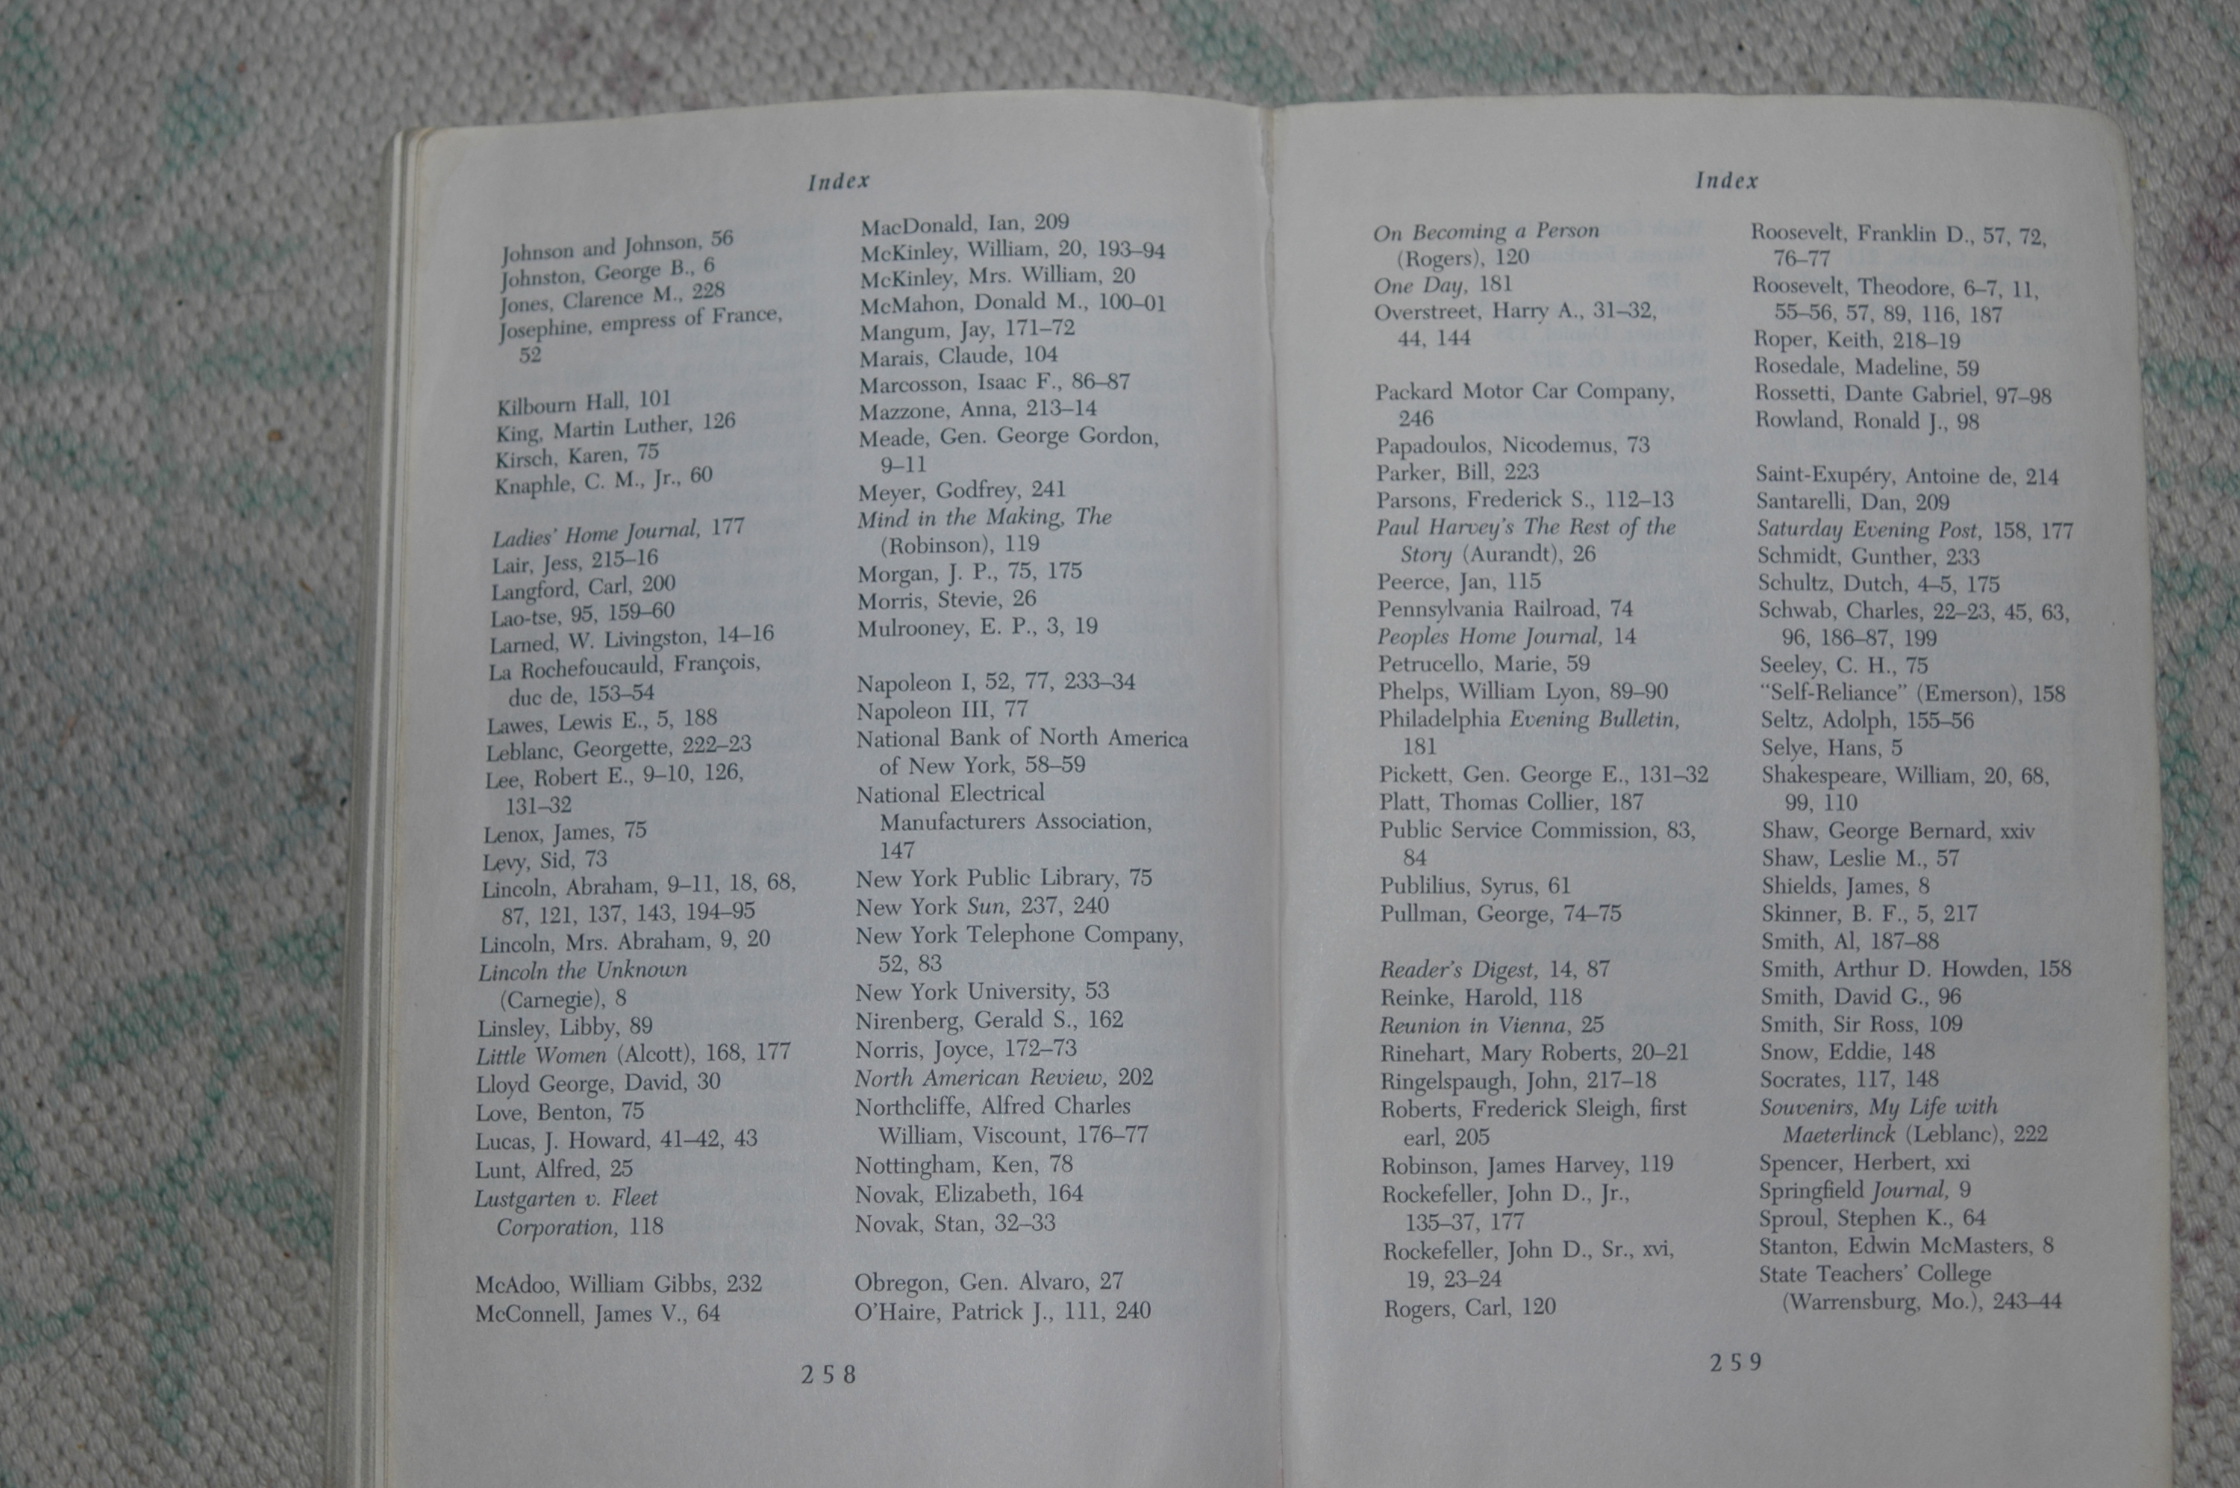 Index
Johnson and Johnson, 56
Johnston, George B., 6
Jones, Clarence M., 228
Josephine, empress of France,
52
Kilbourn Hall, 101
King, Martin Luther, 126
Kirsch, Karen, 75
Knaphle, C. M., Jr., 60
Ladies' Home Journal, 177
Lair, Jess, 215–16
Langford, Carl, 200
Lao-tse, 95, 159–60
Larned, W. Livingston, 14–16
La Rochefoucauld, François,
duc de, 153–54
Lawes, Lewis E., 5, 188
Leblanc, Georgette, 222–23
Lee, Robert E., 9–10, 126,
131–32
Lenox, James, 75
Levy, Sid, 73
Lincoln, Abraham, 9–11, 18, 68,
87, 121, 137, 143, 194–95
Lincoln, Mrs. Abraham, 9, 20
Lincoln the Unknown
(Carnegie), 8
Linsley, Libby, 89
Little Women (Alcott), 168, 177
Lloyd George, David, 30
Love, Benton, 75
Lucas, J. Howard, 41–42, 43
Lunt, Alfred, 25
Lustgarten v. Fleet
Corporation, 118
McAdoo, William Gibbs, 232
McConnell, James V., 64
MacDonald, Ian, 209
McKinley, William, 20, 193–94
McKinley, Mrs. William, 20
McMahon, Donald M., 100–01
Mangum, Jay, 171–72
Marais, Claude, 104
Marcosson, Isaac F., 86–87
Mazzone, Anna, 213–14
Meade, Gen. George Gordon,
9–11
Meyer, Godfrey, 241
Mind in the Making, The
(Robinson), 119
Morgan, J. P., 75, 175
Morris, Stevie, 26
Mulrooney, E. P., 3, 19
Napoleon I, 52, 77, 233–34
Napoleon III, 77
National Bank of North America
of New York, 58–59
National Electrical
Manufacturers Association,
147
New York Public Library, 75
New York Sun, 237, 240
New York Telephone Company,
52, 83
New York University, 53
Nirenberg, Gerald S., 162
Norris, Joyce, 172–73
North American Review, 202
Northcliffe, Alfred Charles
William, Viscount, 176–77
Nottingham, Ken, 78
Novak, Elizabeth, 164
Novak, Stan, 32–33
Obregon, Gen. Alvaro, 27
O'Haire, Patrick J., 111, 240
258
Index
On Becoming a Person
(Rogers), 120
One Day, 181
Overstreet, Harry A., 31–32,
44, 144
Packard Motor Car Company,
246
Papadoulos, Nicodemus, 73
Parker, Bill, 223
Parsons, Frederick S., 112–13
Paul Harvey's The Rest of the
Story (Aurandt), 26
Peerce, Jan, 115
Pennsylvania Railroad, 74
Peoples Home Journal, 14
Petrucello, Marie, 59
Phelps, William Lyon, 89–90
Philadelphia Evening Bulletin,
181
Pickett, Gen. George E., 131–32
Platt, Thomas Collier, 187
Public Service Commission, 83,
84
Publilius, Syrus, 61
Pullman, George, 74–75
Reader's Digest, 14, 87
Reinke, Harold, 118
Reunion in Vienna, 25
Rinehart, Mary Roberts, 20–21
Ringelspaugh, John, 217–18
Roberts, Frederick Sleigh, first
earl, 205
Robinson, James Harvey, 119
Rockefeller, John D., Jr.,
135–37, 177
Rockefeller, John D., Sr., xvi,
19, 23–24
Rogers, Carl, 120
Roosevelt, Franklin D., 57, 72,
76–77
Roosevelt, Theodore, 6–7, 11,
55–56, 57, 89, 116, 187
Roper, Keith, 218–19
Rosedale, Madeline, 59
Rossetti, Dante Gabriel, 97–98
Rowland, Ronald J., 98
Saint-Exupéry, Antoine de, 214
Santarelli, Dan, 209
Saturday Evening Post, 158, 177
Schmidt, Gunther, 233
Schultz, Dutch, 4–5, 175
Schwab, Charles, 22–23, 45, 63,
96, 186–87, 199
Seeley, C. H., 75
“Self-Reliance” (Emerson), 158
Seltz, Adolph, 155–56
Selye, Hans, 5
Shakespeare, William, 20, 68,
99, 110
Shaw, George Bernard, xxiv
Shaw, Leslie M., 57
Shields, James, 8
Skinner, B. F., 5, 217
Smith, Al, 187–88
Smith, Arthur D. Howden, 158
Smith, David G., 96
Smith, Sir Ross, 109
Snow, Eddie, 148
Socrates, 117, 148
Souvenirs, My Life with
Maeterlinck (Leblanc), 222
Spencer, Herbert, xxi
Springfield Journal, 9
Sproul, Stephen K., 64
Stanton, Edwin McMasters, 8
State Teachers' College
(Warrensburg, Mo.), 243–44
259